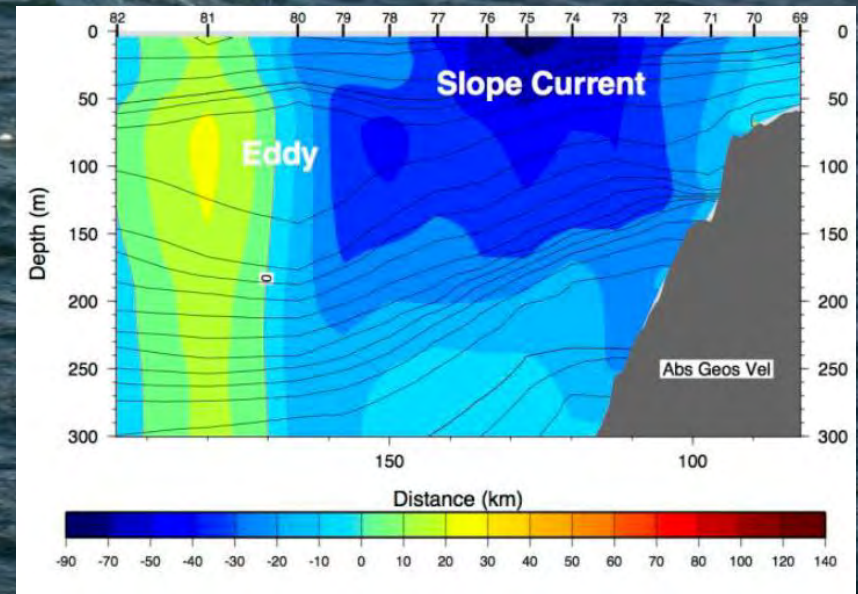 82 81 80 79 78 77 76 75 74 73 72 71 70 69
0 0
Slope Current
50 50
Eddy
100 100
Depth (m)
150 150
0
200 200
250 Abs Geos Vel 250
300 300
150 100
Distance (km)
-90 -70 -50 -40 -30 -20 -10 0 10 20 30 40 50 60 70 80 100 120 140